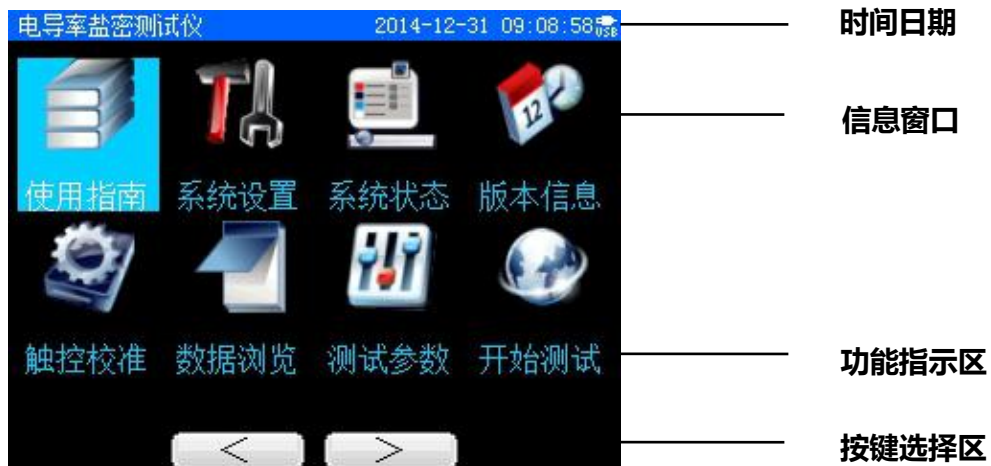 电导率盐密测试仪 2014-12-31 09:08:58 USB 时间日期
12
信息窗口
使用指南 系统设置 系统状态 版本信息
触控校准 数据浏览 测试参数 开始测试 功能指示区
< > 按键选择区